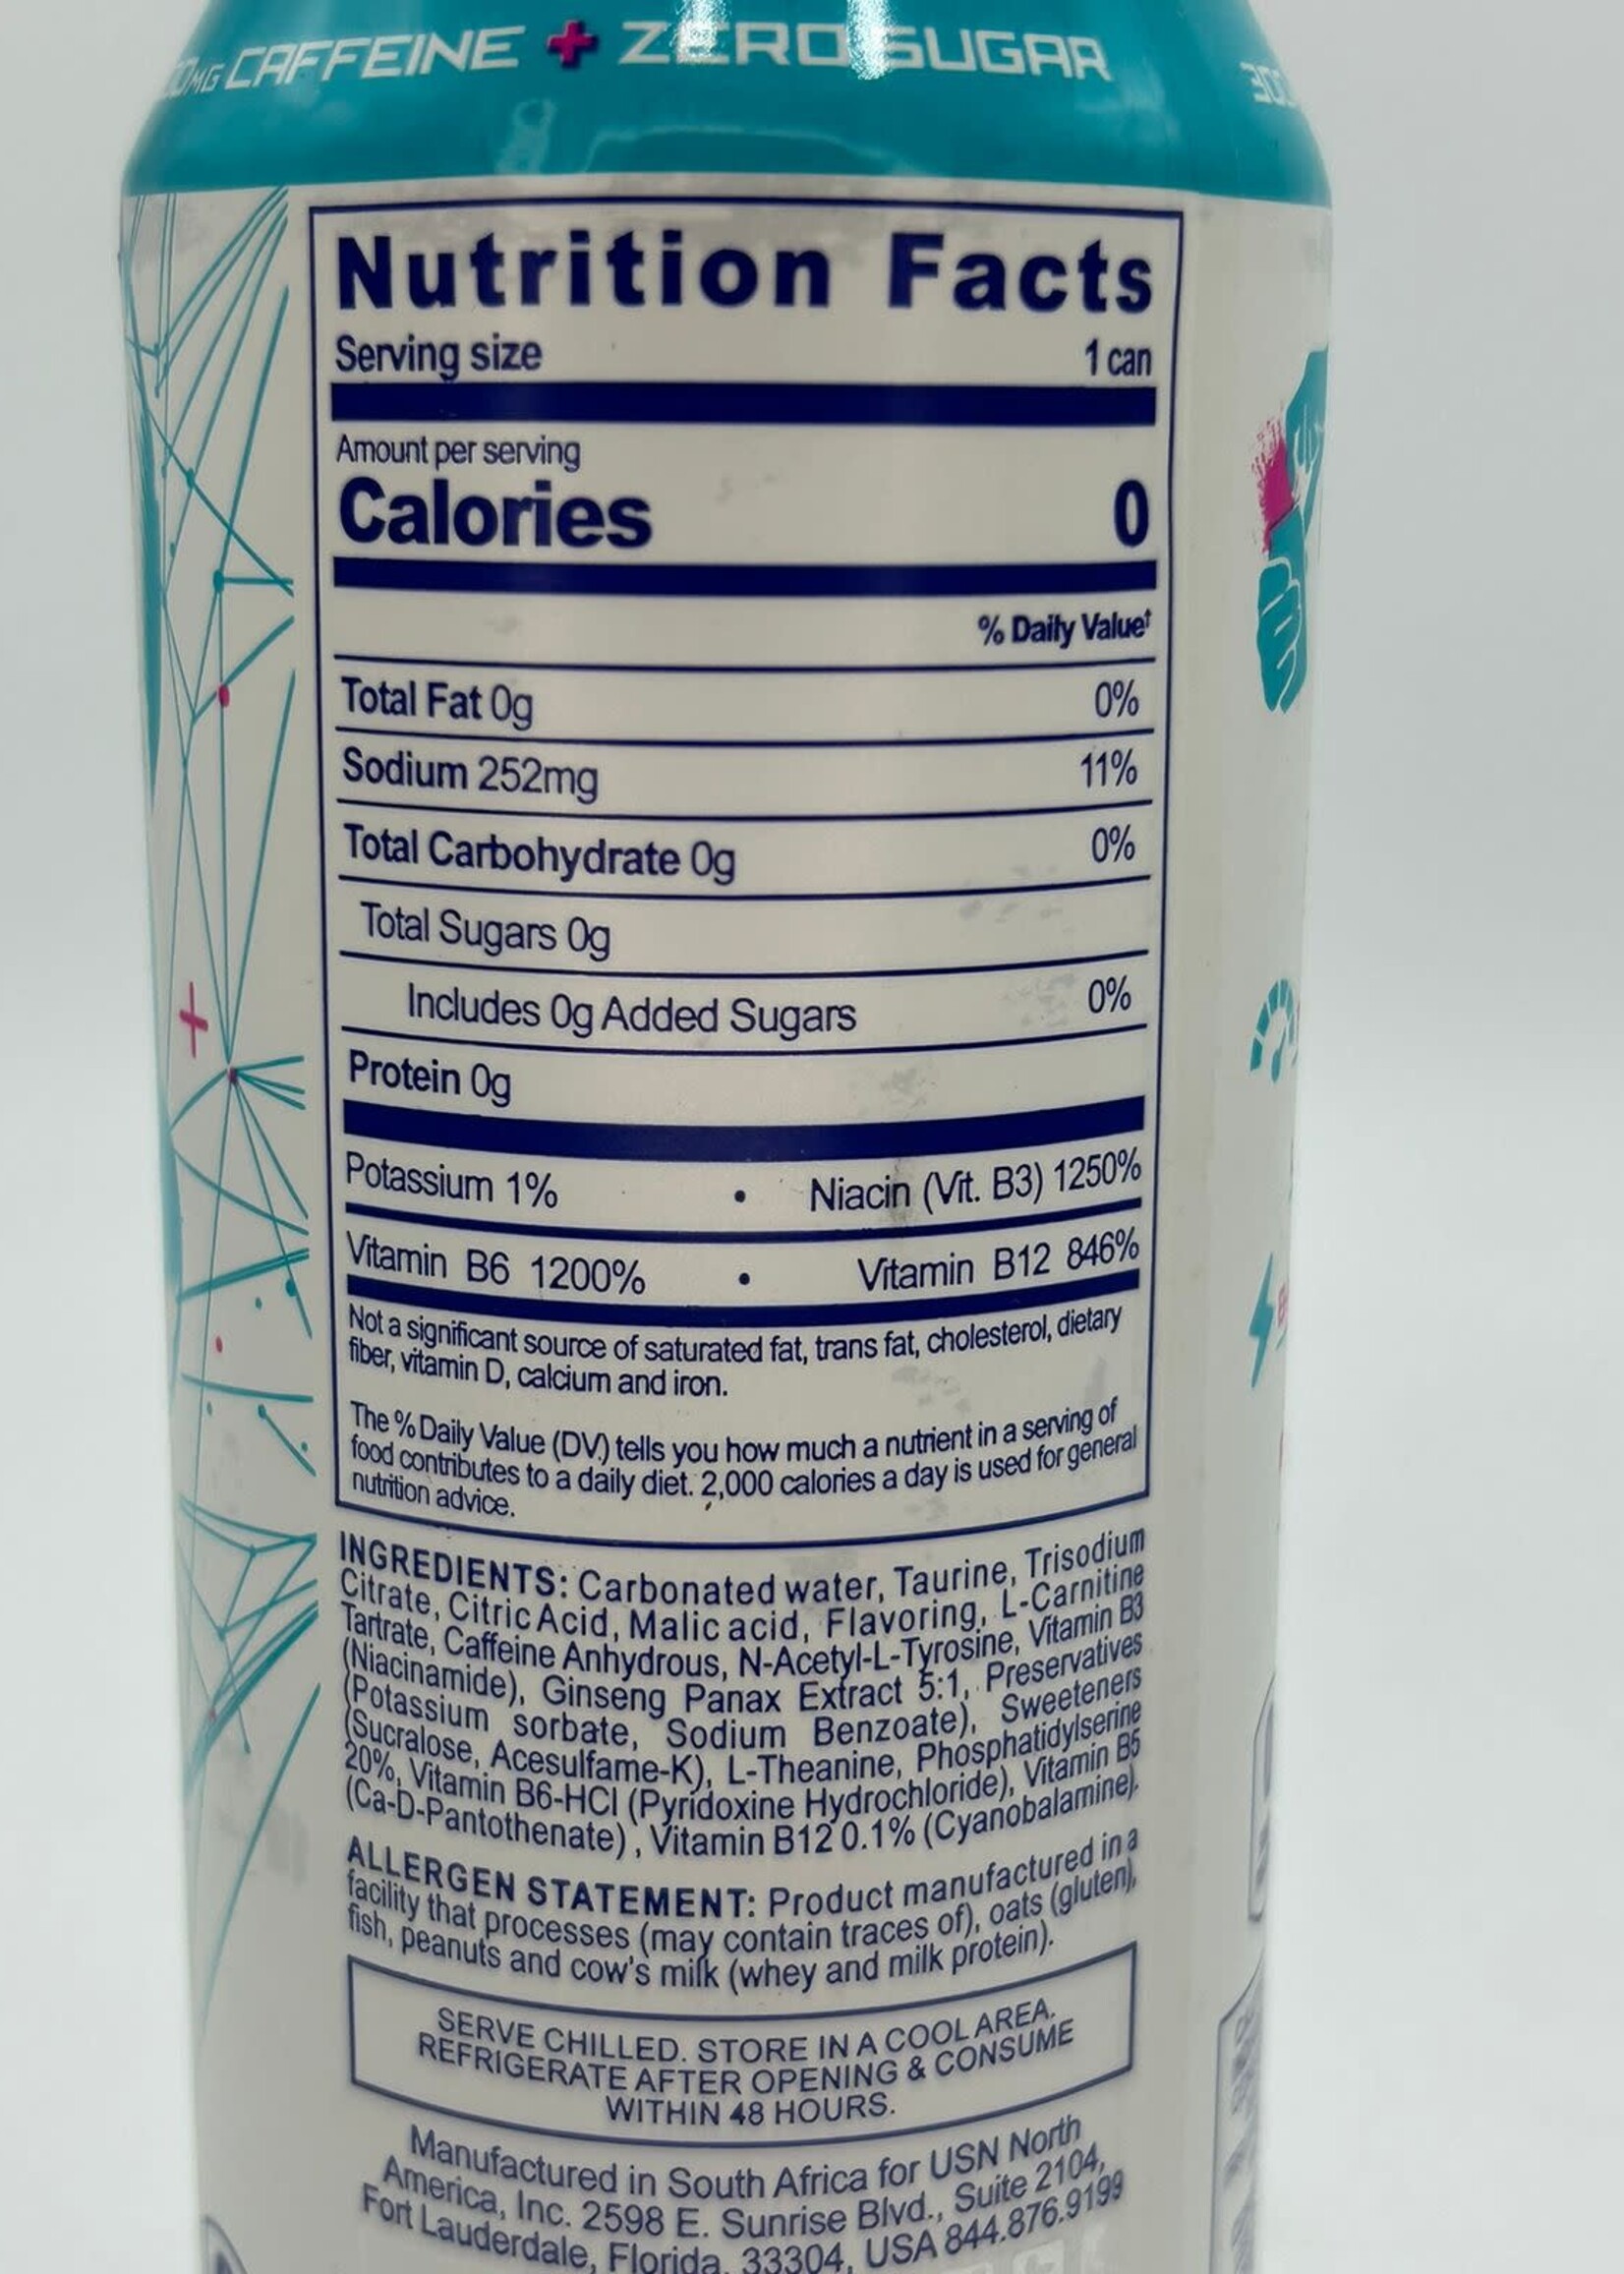 0MG CAFFEINE + ZERO SUGAR
300
Nutrition Facts
Serving size 1 can
Amount per serving
Calories 0
% Daily Value†
Total Fat 0g 0%
Sodium 252mg 11%
Total Carbohydrate 0g 0%
Total Sugars 0g
Includes 0g Added Sugars 0%
Protein 0g
Potassium 1% • Niacin (Vit. B3) 1250%
Vitamin B6 1200% • Vitamin B12 846%
Not a significant source of saturated fat, trans fat, cholesterol, dietary
fiber, vitamin D, calcium and iron.
The % Daily Value (DV) tells you how much a nutrient in a serving of
food contributes to a daily diet. 2,000 calories a day is used for general
nutrition advice.
INGREDIENTS: Carbonated water, Taurine, Trisodium
Citrate, Citric Acid, Malic acid, Flavoring, L-Carnitine
Tartrate, Caffeine Anhydrous, N-Acetyl-L-Tyrosine, Vitamin B3
(Niacinamide), Ginseng Panax Extract 5:1, Preservatives
(Potassium sorbate, Sodium Benzoate), Sweeteners
(Sucralose, Acesulfame-K), L-Theanine, Phosphatidylserine
20%, Vitamin B6-HCl (Pyridoxine Hydrochloride), Vitamin B5
(Ca-D-Pantothenate), Vitamin B12 0.1% (Cyanobalamine).
ALLERGEN STATEMENT: Product manufactured in a
facility that processes (may contain traces of), oats (gluten),
fish, peanuts and cow's milk (whey and milk protein).
SERVE CHILLED. STORE IN A COOL AREA.
REFRIGERATE AFTER OPENING & CONSUME
WITHIN 48 HOURS.
Manufactured in South Africa for USN North
America, Inc. 2598 E. Sunrise Blvd., Suite 2104,
Fort Lauderdale, Florida, 33304, USA 844.876.9199